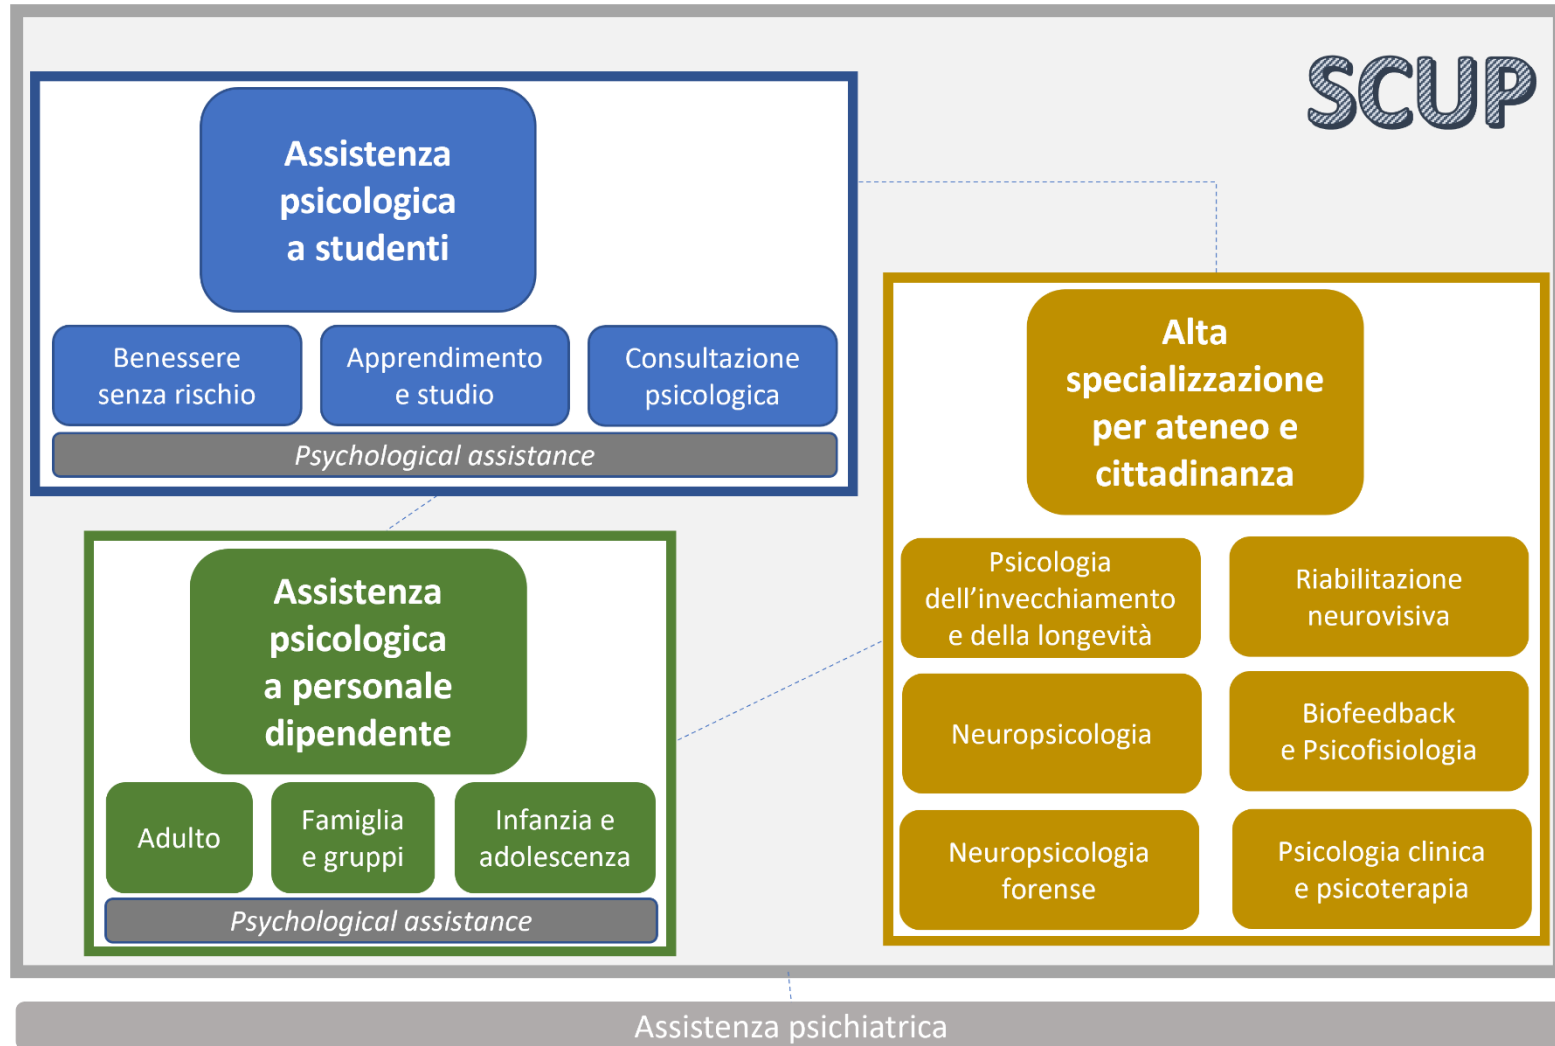 SCUP
Assistenza
psicologica
a studenti
Benessere
senza rischio
Apprendimento
e studio
Consultazione
psicologica
Psychological assistance
Assistenza
psicologica
a personale
dipendente
Adulto
Famiglia
e gruppi
Infanzia e
adolescenza
Psychological assistance
Alta
specializzazione
per ateneo e
cittadinanza
Psicologia
dell’invecchiamento
e della longevità
Riabilitazione
neurovisiva
Neuropsicologia
Biofeedback
e Psicofisiologia
Neuropsicologia
forense
Psicologia clinica
e psicoterapia
Assistenza psichiatrica